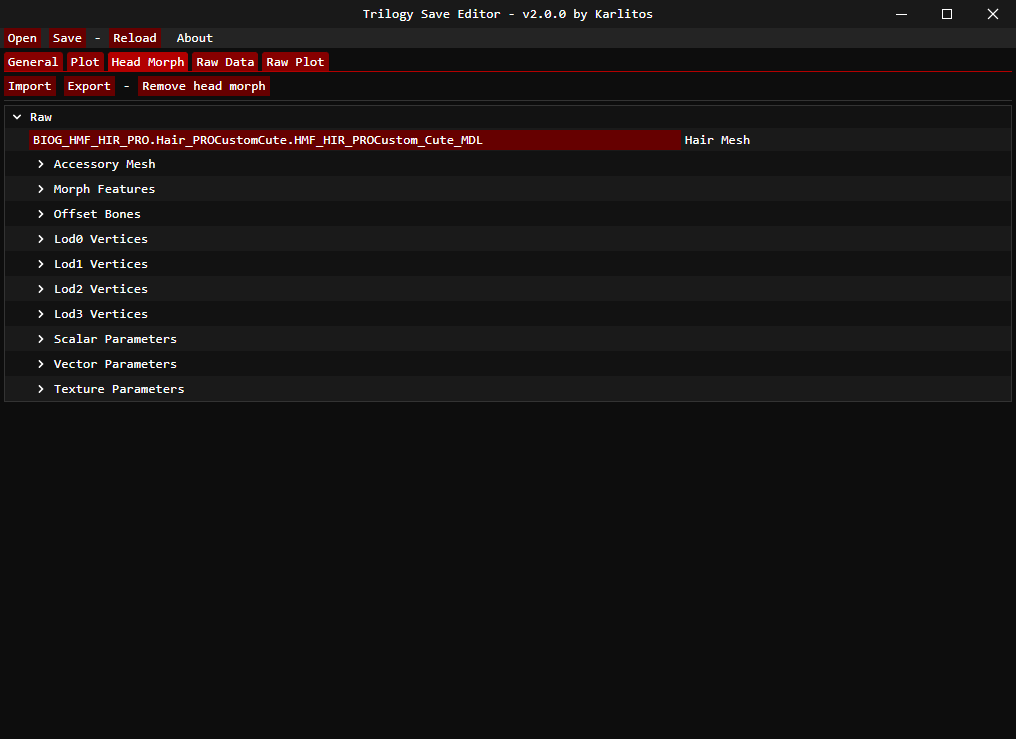 Trilogy Save Editor - v2.0.0 by Karlitos
Open Save - Reload About
General Plot Head Morph Raw Data Raw Plot
Import Export - Remove head morph
Raw
BIOG_HMF_HIR_PRO.Hair_PROCustomCute.HMF_HIR_PROCustom_Cute_MDL Hair Mesh
Accessory Mesh
Morph Features
Offset Bones
Lod0 Vertices
Lod1 Vertices
Lod2 Vertices
Lod3 Vertices
Scalar Parameters
Vector Parameters
Texture Parameters